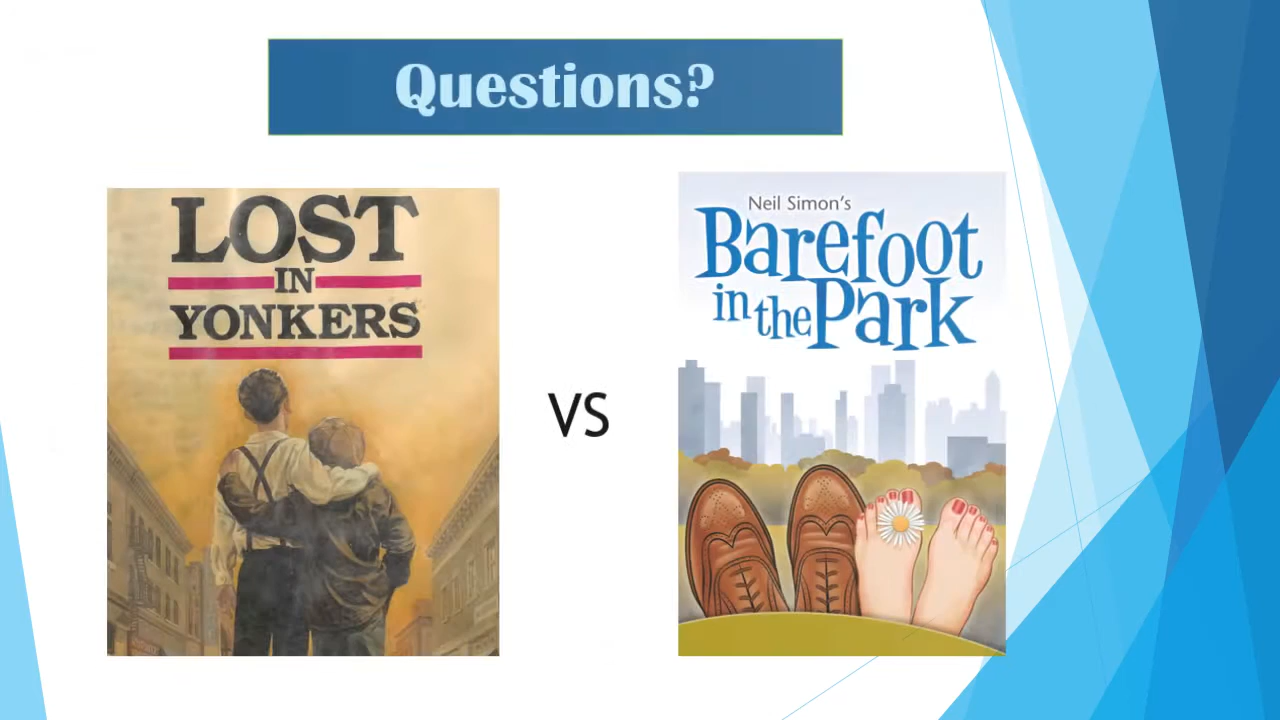 Questions?
LOST
IN
YONKERS
VS
Neil Simon's
Barefoot
in the Park